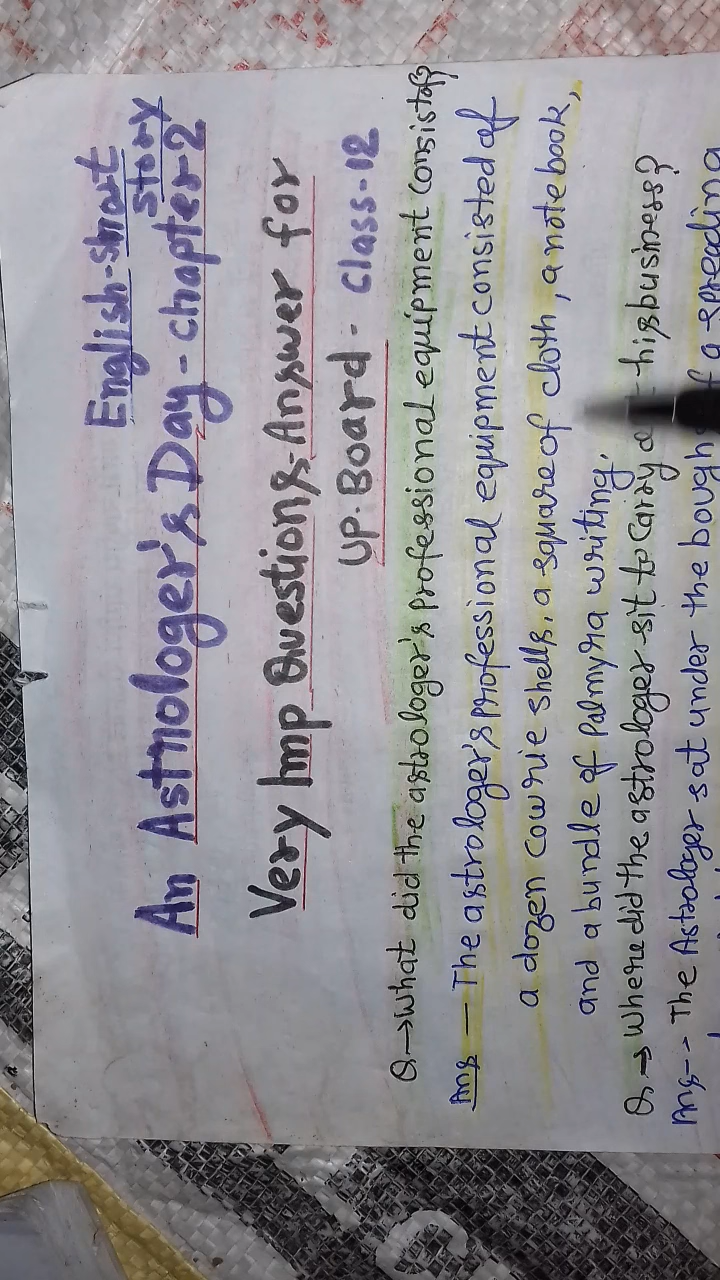 English-short
story
An Astrologer's Day-chapter-2
Very Imp Questions-Answer for
UP-Board - Class-12
Q→What did the astrologer's professional equipment consist of?
Ans - The astrologer's professional equipment consisted of
a dozen cowrie shells, a square of cloth, a notebook,
and a bundle of Palmyra writing.
Q→ Where did the astrologer sit to carry his business?
Ans-> The Astrologer sat under the bough of a spreading